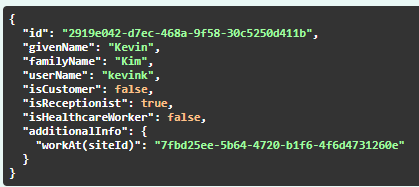 {
"id": "2919e042-d7ec-468a-9f58-30c5250d411b",
"givenName": "Kevin",
"familyName": "Kim",
"userName": "kevink",
"isCustomer": false,
"isReceptionist": true,
"isHealthcareWorker": false,
"additionalInfo": {
"workAt(siteId)": "7fbd25ee-5b64-4720-b1f6-4f6d4731260e"
}
}